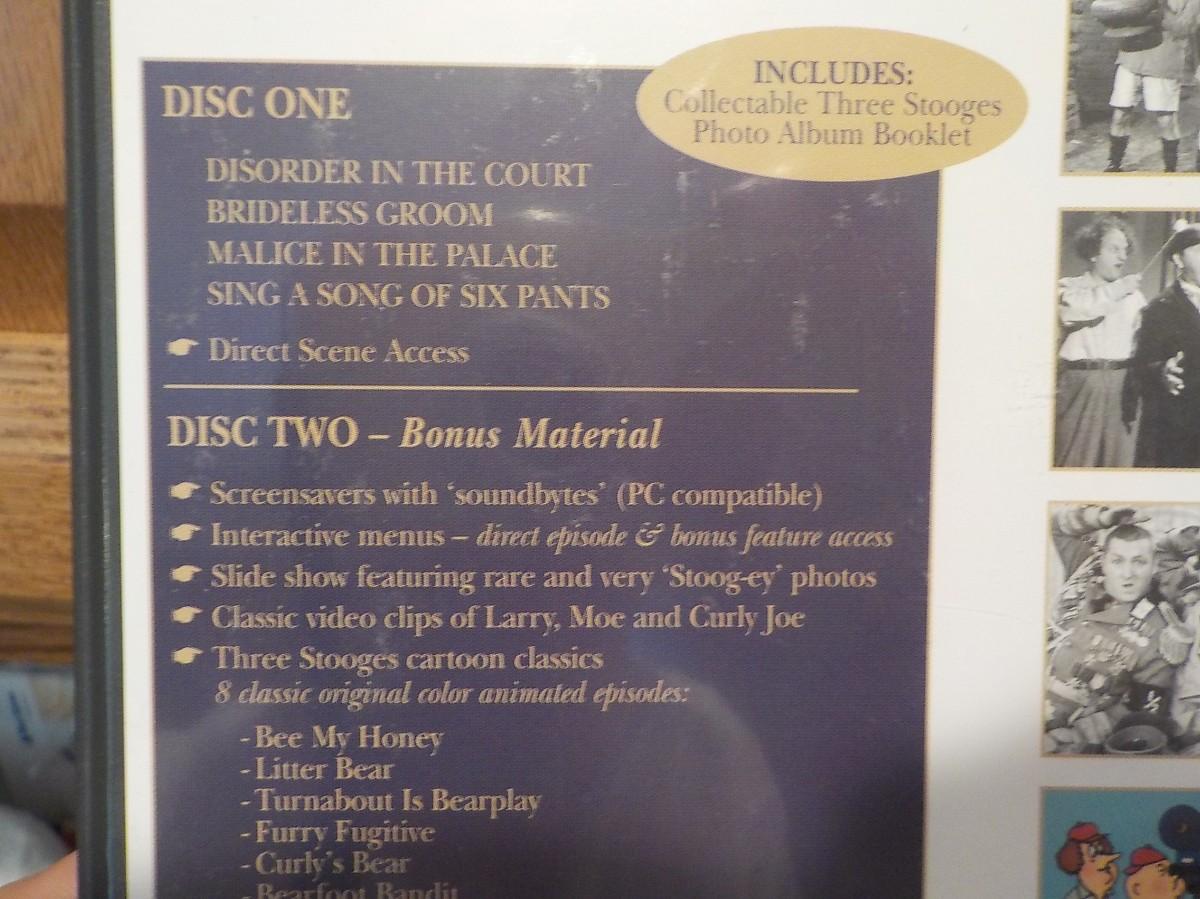 INCLUDES:
Collectable Three Stooges
Photo Album Booklet
DISC ONE
DISORDER IN THE COURT
BRIDELESS GROOM
MALICE IN THE PALACE
SING A SONG OF SIX PANTS
Direct Scene Access
DISC TWO – Bonus Material
Screensavers with ‘soundbytes’ (PC compatible)
Interactive menus – direct episode & bonus feature access
Slide show featuring rare and very ‘Stoog-ey’ photos
Classic video clips of Larry, Moe and Curly Joe
Three Stooges cartoon classics
8 classic original color animated episodes:
- Bee My Honey
- Litter Bear
- Turnabout Is Bearplay
- Furry Fugitive
- Curly's Bear
- Bearfoot Bandit